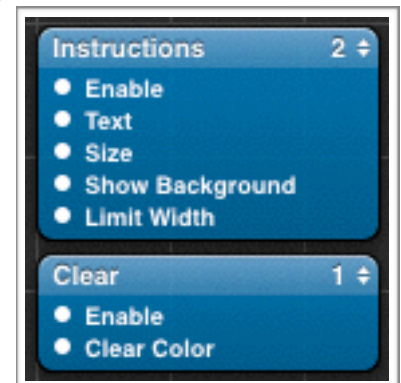 Instructions 2
Enable
Text
Size
Show Background
Limit Width
Clear 1
Enable
Clear Color